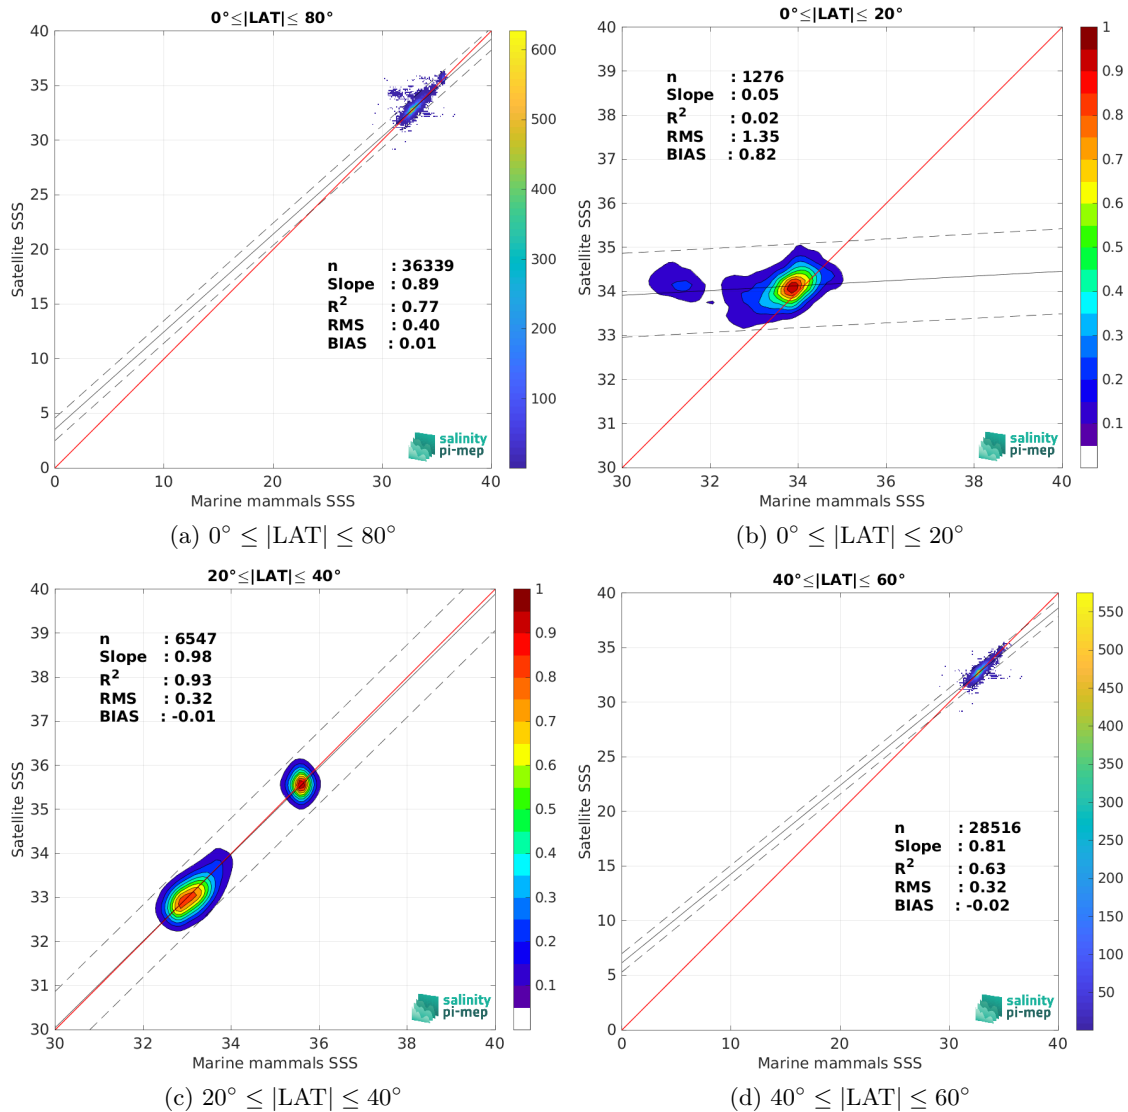 0°≤|LAT|≤ 80°
40
35
30
25
20
15
10
5
0
Satellite SSS
n : 36339
Slope : 0.89
R² : 0.77
RMS : 0.40
BIAS : 0.01
salinity
pi-mep
0 10 20 30 40
Marine mammals SSS
600
500
400
300
200
100
(a) 0° ≤ |LAT| ≤ 80°
0°≤|LAT|≤ 20°
40
39
38
37
36
35
34
33
32
31
30
Satellite SSS
n : 1276
Slope : 0.05
R² : 0.02
RMS : 1.35
BIAS : 0.82
salinity
pi-mep
30 32 34 36 38 40
Marine mammals SSS
1
0.9
0.8
0.7
0.6
0.5
0.4
0.3
0.2
0.1
(b) 0° ≤ |LAT| ≤ 20°
20°≤|LAT|≤ 40°
40
39
38
37
36
35
34
33
32
31
30
Satellite SSS
n : 6547
Slope : 0.98
R² : 0.93
RMS : 0.32
BIAS : -0.01
salinity
pi-mep
30 32 34 36 38 40
Marine mammals SSS
1
0.9
0.8
0.7
0.6
0.5
0.4
0.3
0.2
0.1
(c) 20° ≤ |LAT| ≤ 40°
40°≤|LAT|≤ 60°
40
35
30
25
20
15
10
5
0
Satellite SSS
n : 28516
Slope : 0.81
R² : 0.63
RMS : 0.32
BIAS : -0.02
salinity
pi-mep
0 10 20 30 40
Marine mammals SSS
550
500
450
400
350
300
250
200
150
100
50
(d) 40° ≤ |LAT| ≤ 60°